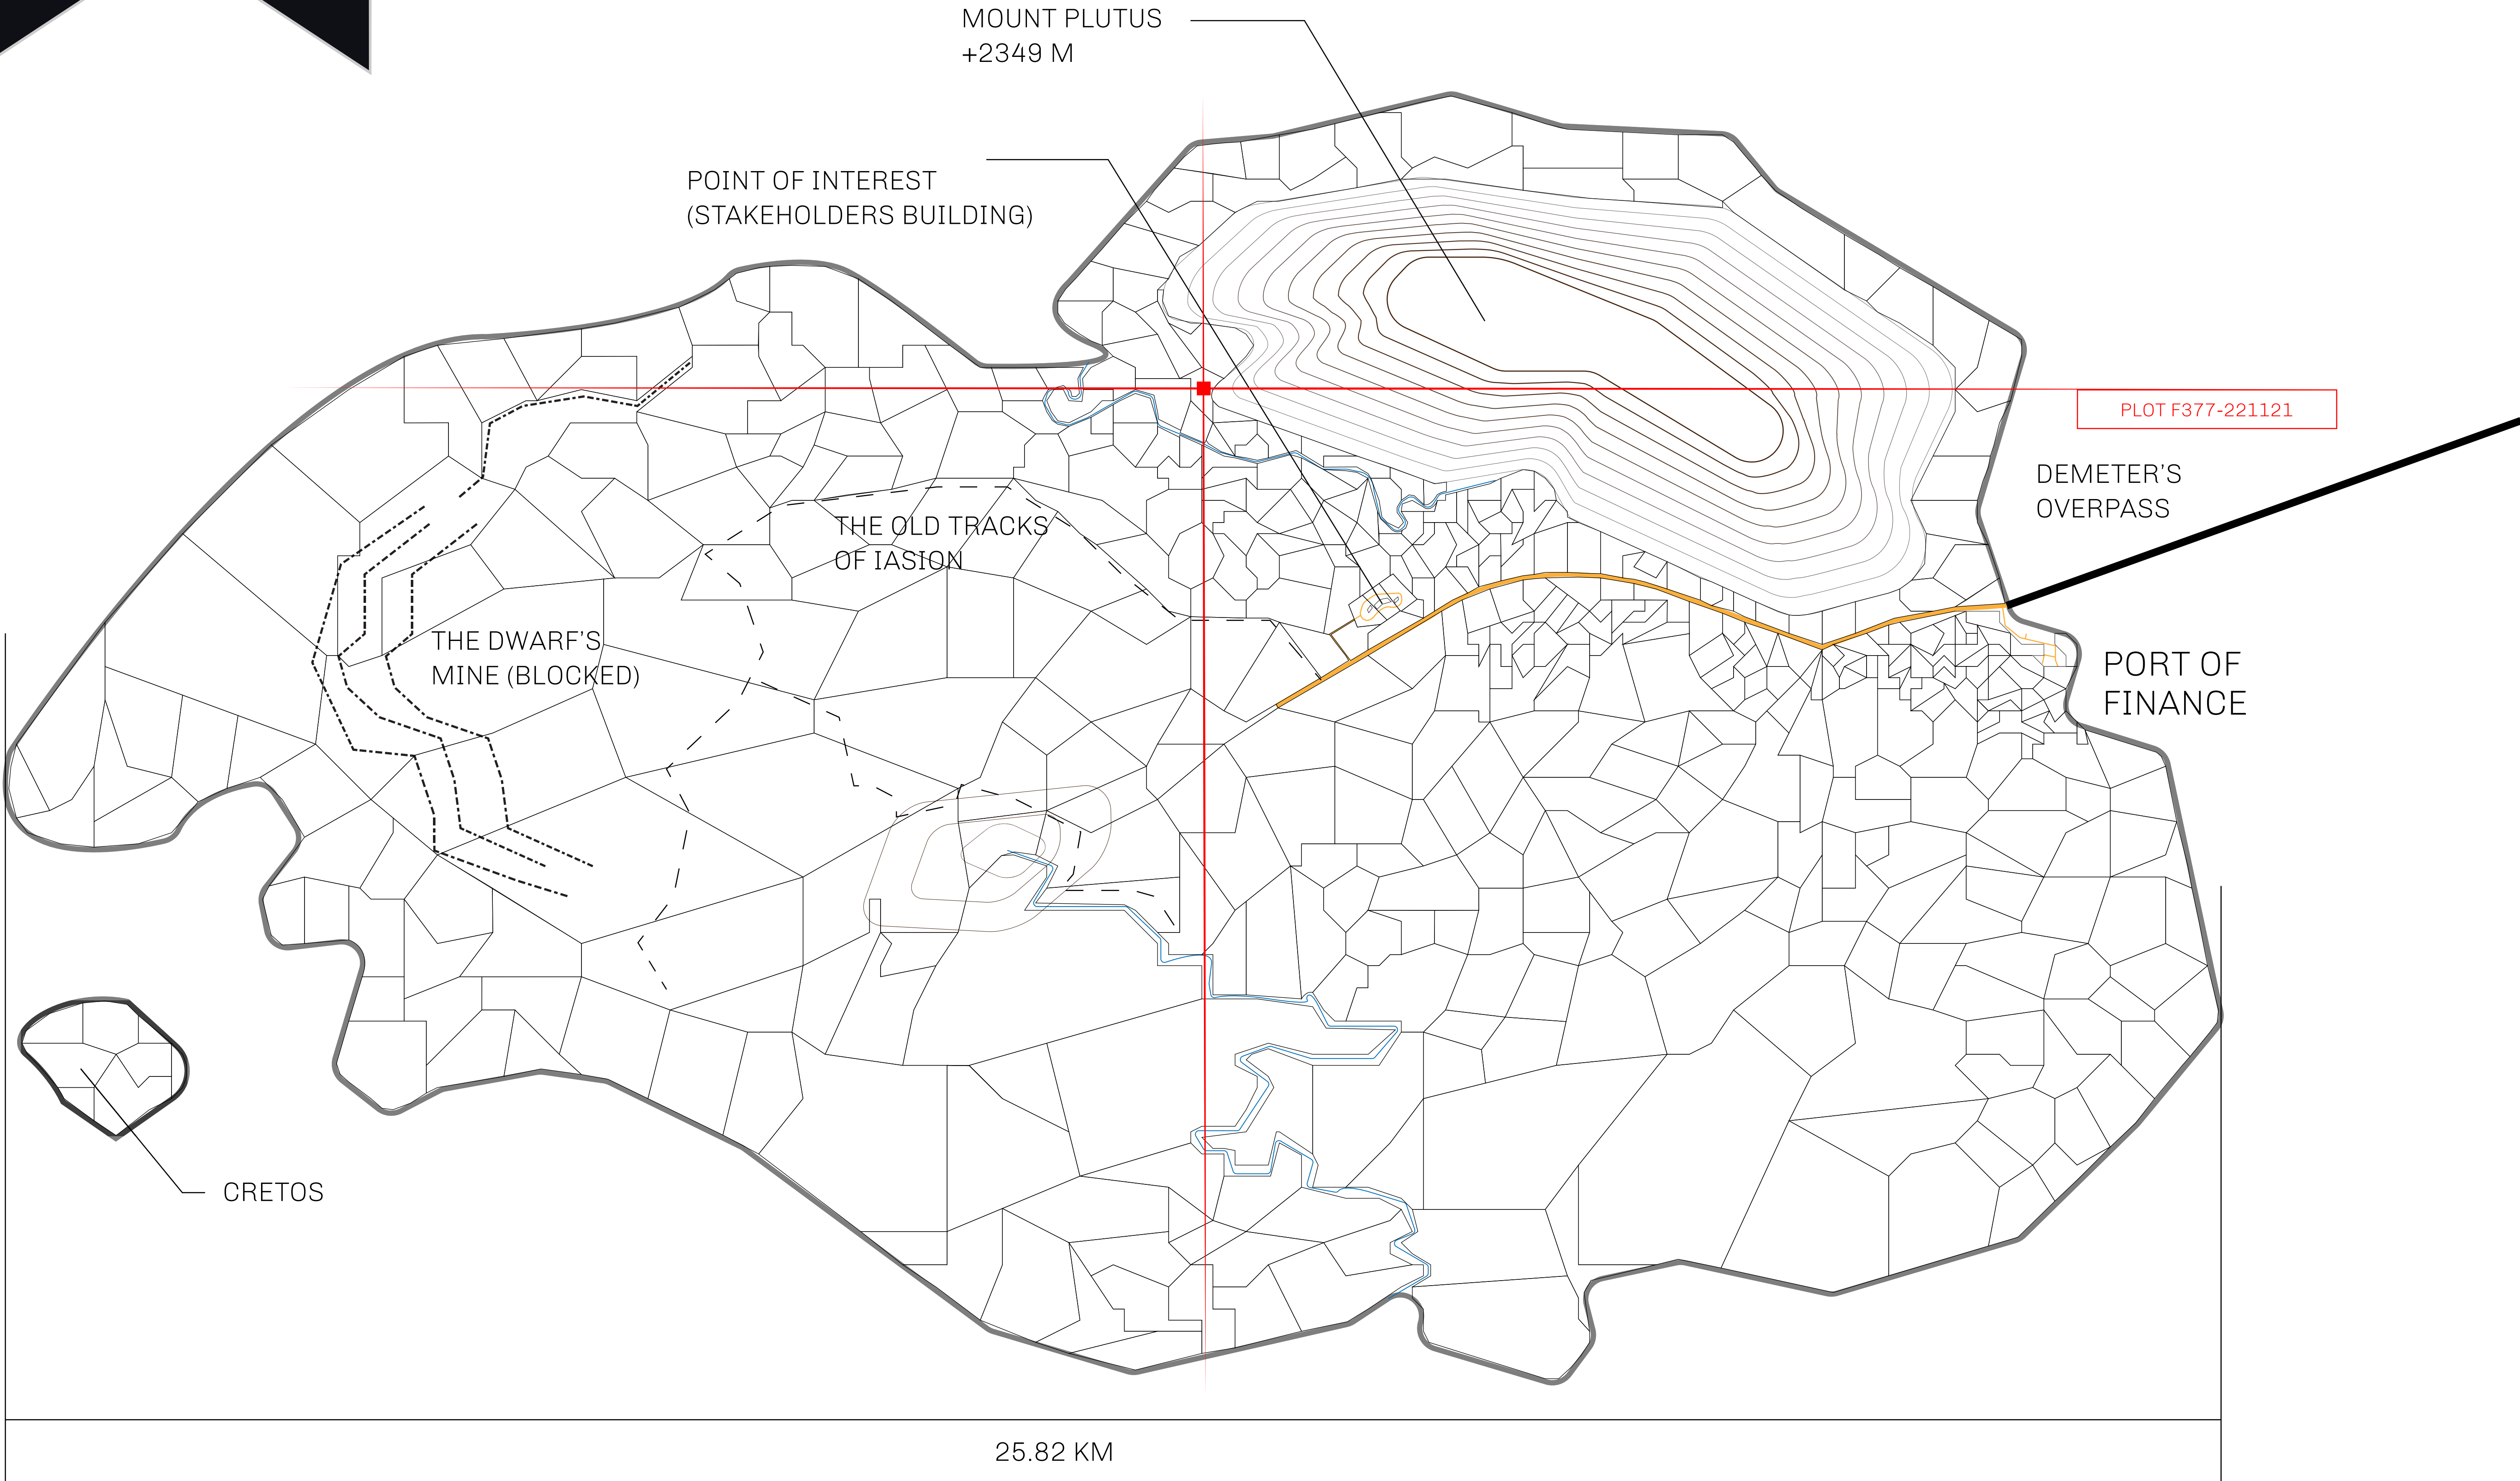 MOUNT PLUTUS
+2349 M
POINT OF INTEREST
(STAKEHOLDERS BUILDING)
PLOT F377-221121
DEMETER'S
OVERPASS
THE OLD TRACKS
OF IASION
THE DWARF'S
MINE (BLOCKED)
PORT OF
FINANCE
CRETOS
25.82 KM